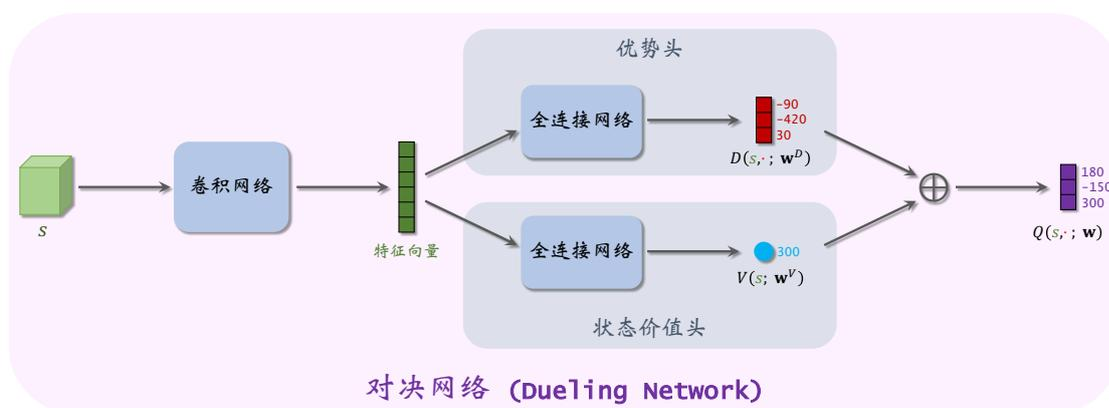 优势头
全连接网络
-90
-420
30
D(s,·; w^D)
s
卷积网络
特征向量
全连接网络
300
V(s; w^V)
状态价值头
180
-150
300
Q(s,·; w)
对决网络 (Dueling Network)